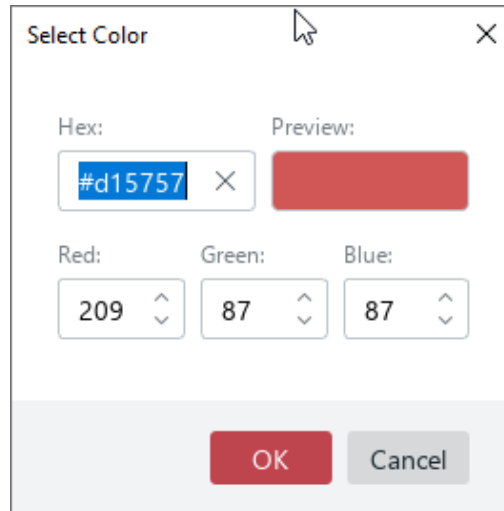 Select Color
Hex: Preview:
#d15757
Red: Green: Blue:
209 87 87
OK Cancel